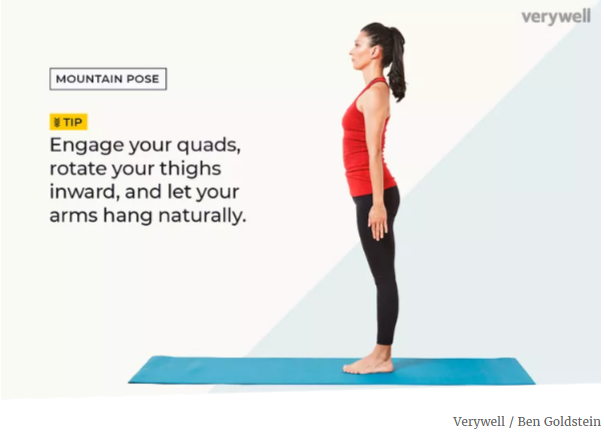 verywell
MOUNTAIN POSE
TIP
Engage your quads,
rotate your thighs
inward, and let your
arms hang naturally.
Verywell / Ben Goldstein